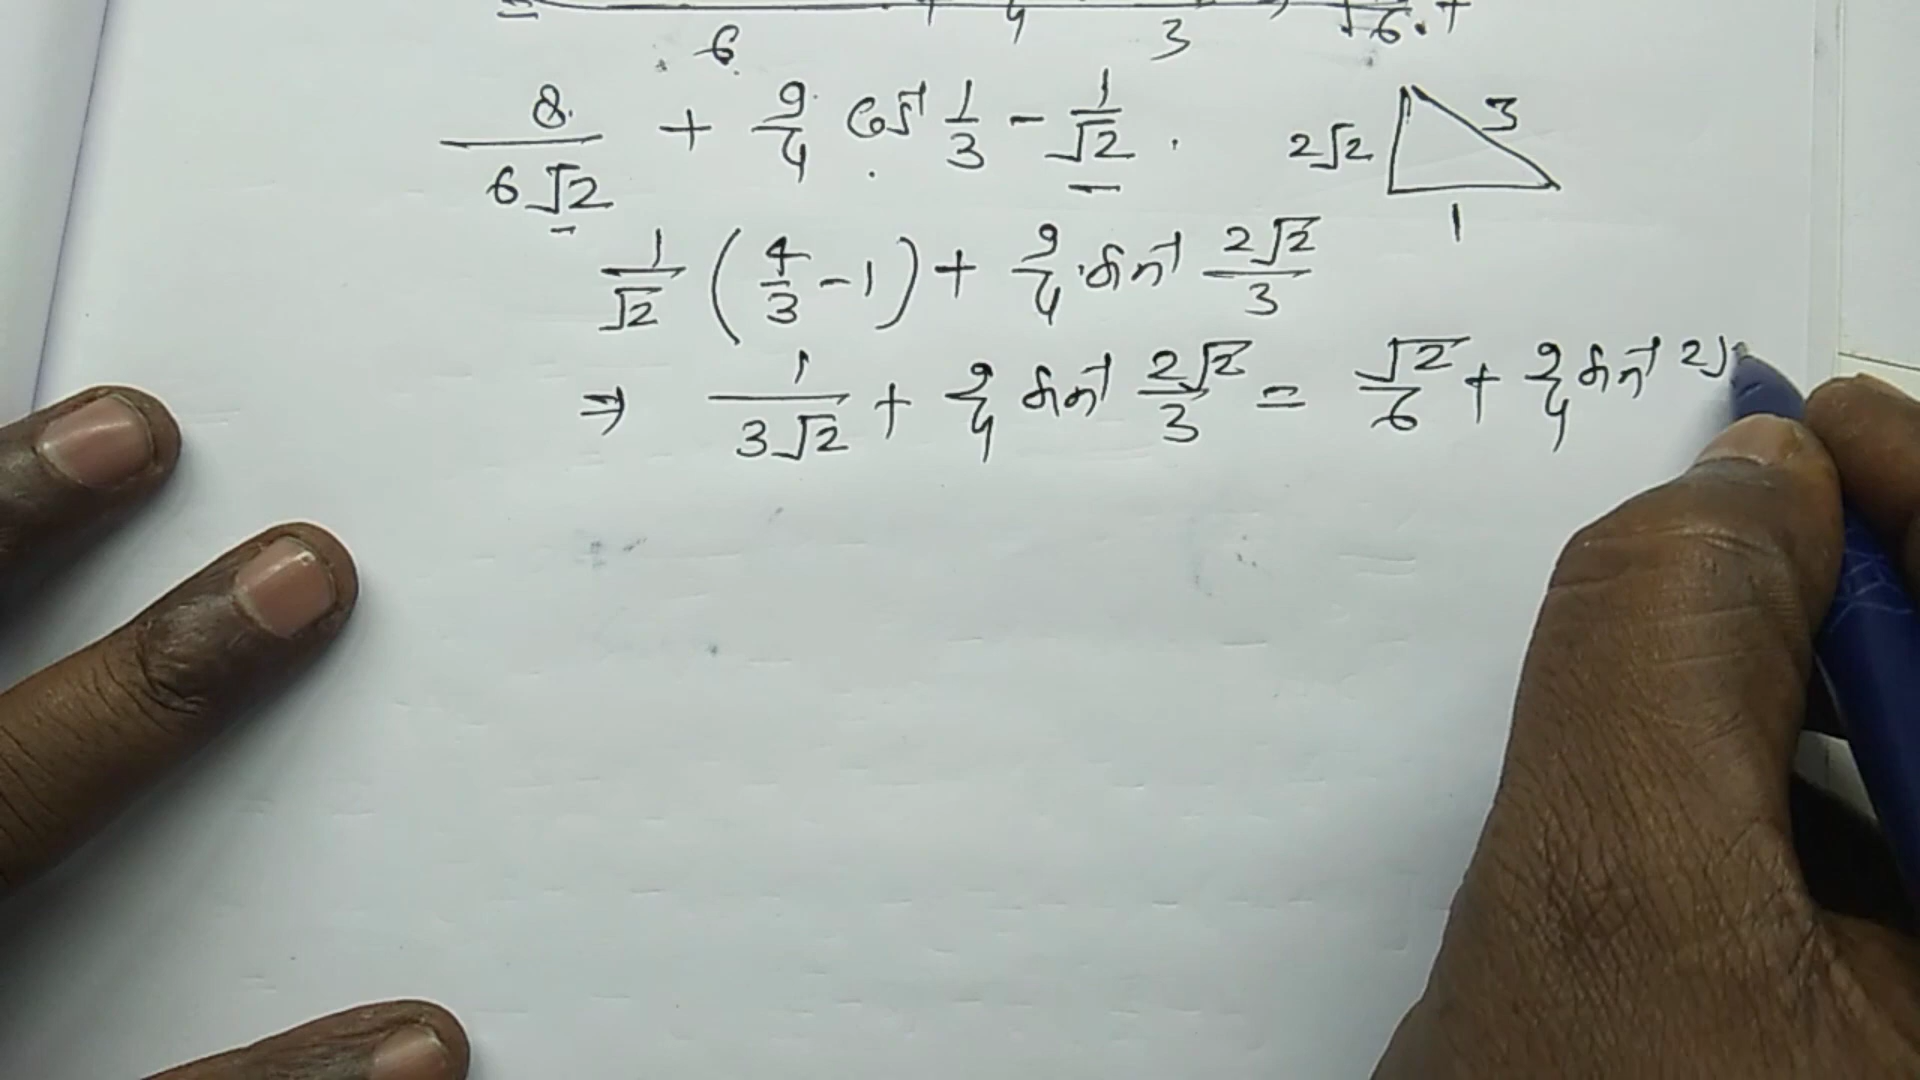 = 6 + 4 3 √6 . +
8 / 6√2 + 9/4 cos⁻¹ 1/3 - 1/√2 . 2√2 3 1
1/√2 (4/3 - 1) + 9/4 sin⁻¹ 2√2/3
⇒ 1/3√2 + 9/4 sin⁻¹ 2√2/3 = √2/6 + 9/4 sin⁻¹ 2√